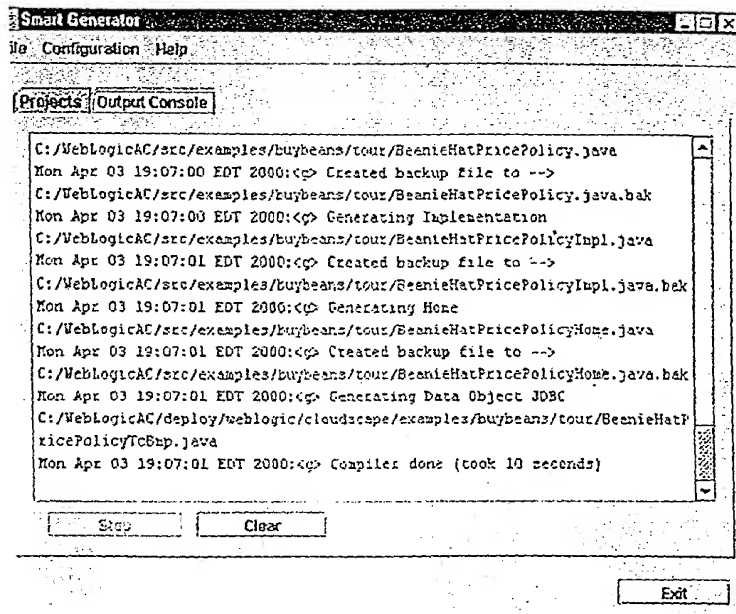 Smart Generator
ile Configuration Help
Projects Output Console
C:/WebLogicAC/src/examples/buybeans/tour/BeanieHatPricePolicy.java
Mon Apr 03 19:07:00 EDT 2000:<g> Created backup file to -->
C:/WebLogicAC/src/examples/buybeans/tour/BeanieHatPricePolicy.java.bak
Mon Apr 03 19:07:00 EDT 2000:<g> Generating Implementation
C:/WebLogicAC/src/examples/buybeans/tour/BeanieHatPricePolicyImpl.java
Mon Apr 03 19:07:01 EDT 2000:<g> Created backup file to -->
C:/WebLogicAC/src/examples/buybeans/tour/BeanieHatPricePolicyImpl.java.bak
Mon Apr 03 19:07:01 EDT 2000:<g> Generating Home
C:/WebLogicAC/src/examples/buybeans/tour/BeanieHatPricePolicyHome.java
Mon Apr 03 19:07:01 EDT 2000:<g> Created backup file to -->
C:/WebLogicAC/src/examples/buybeans/tour/BeanieHatPricePolicyHome.java.bak
Mon Apr 03 19:07:01 EDT 2000:<g> Generating Data Object JDBC
C:/WebLogicAC/deploy/weblogic/cloudscape/examples/buybeans/tour/BeanieHatP
ricePolicyTcBmp.java
Mon Apr 03 19:07:01 EDT 2000:<g> Compiler done (took 10 seconds)
Stop Clear
Exit